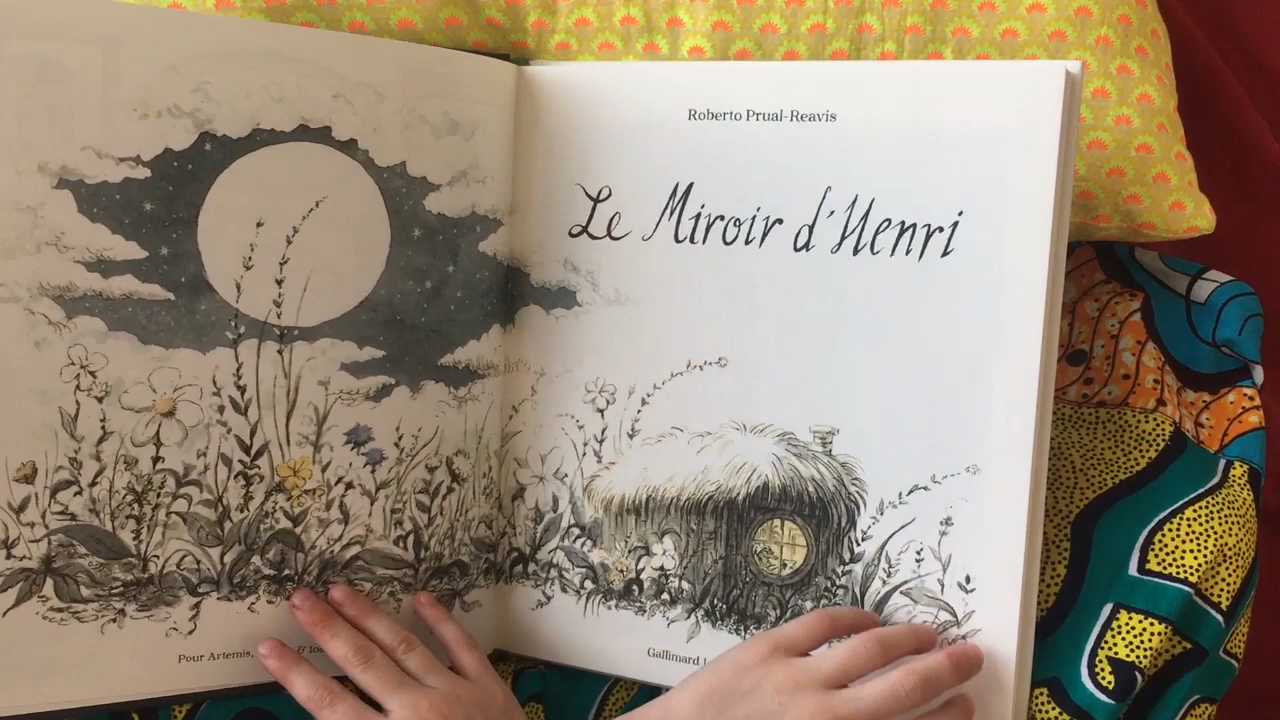 Roberto Prual-Reavis
Le Miroir d'Henri
Pour Artemis, &
Gallimard